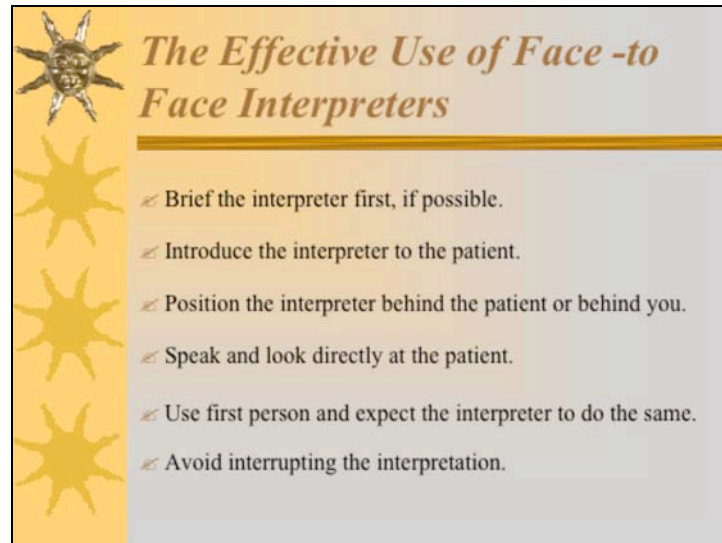 The Effective Use of Face -to
Face Interpreters
Brief the interpreter first, if possible.
Introduce the interpreter to the patient.
Position the interpreter behind the patient or behind you.
Speak and look directly at the patient.
Use first person and expect the interpreter to do the same.
Avoid interrupting the interpretation.